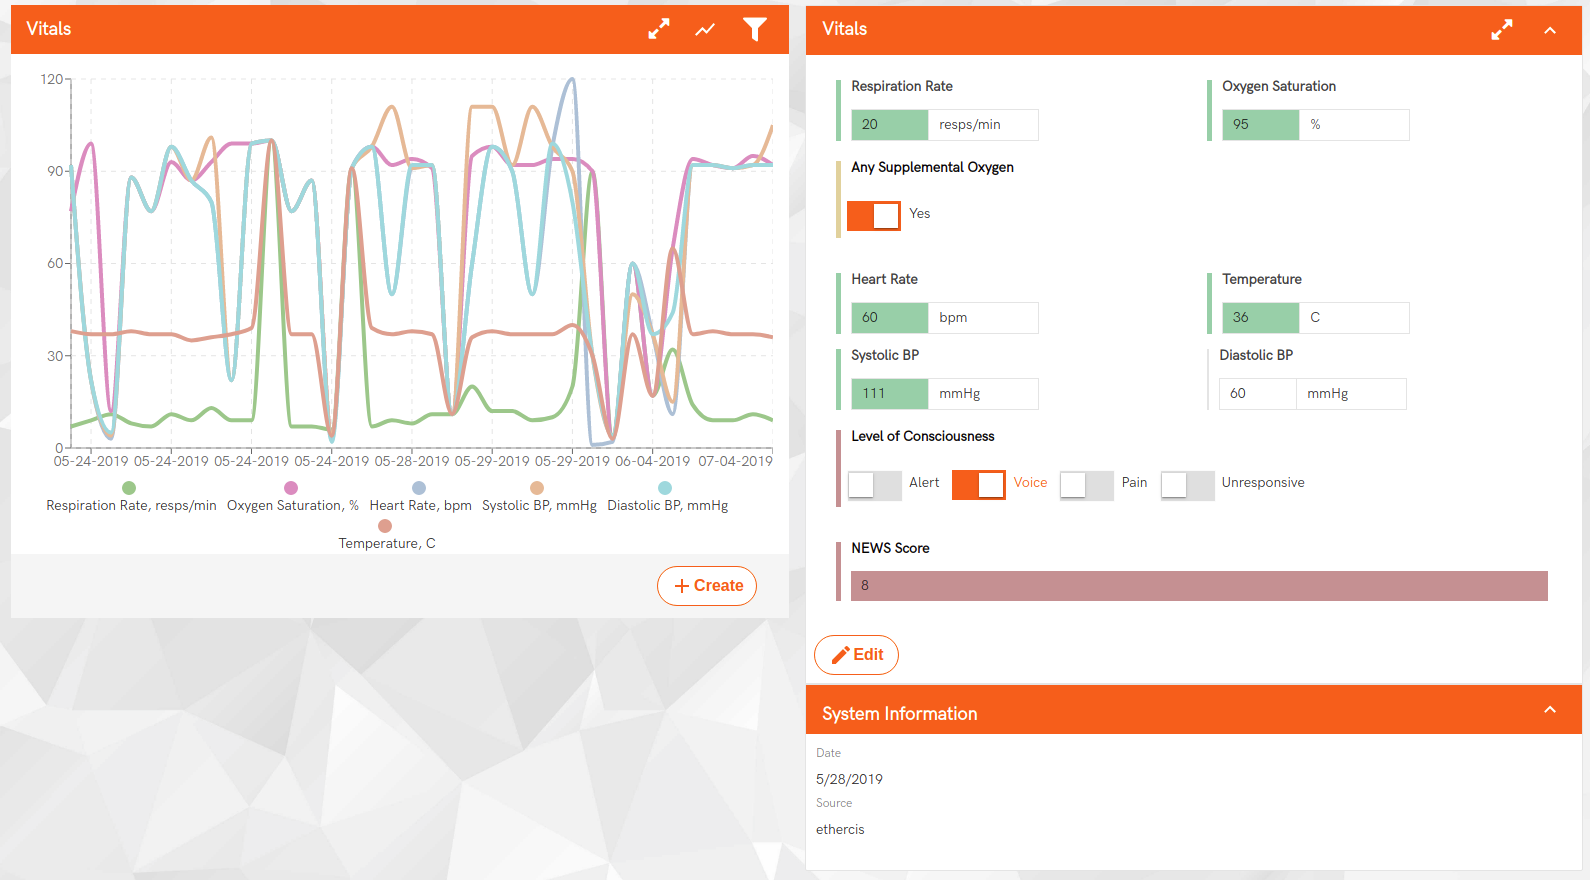 Vitals
120
90
60
30
0
05-24-2019 05-24-2019 05-24-2019 05-24-2019 05-28-2019 05-29-2019 05-29-2019 06-04-2019 07-04-2019
Respiration Rate, resps/min Oxygen Saturation, % Heart Rate, bpm Systolic BP, mmHg Diastolic BP, mmHg
Temperature, C
+ Create
Vitals
Respiration Rate Oxygen Saturation
20 resps/min 95 %
Any Supplemental Oxygen
Yes
Heart Rate Temperature
60 bpm 36 C
Systolic BP Diastolic BP
111 mmHg 60 mmHg
Level of Consciousness
Alert Voice Pain Unresponsive
NEWS Score
8
Edit
System Information
Date
5/28/2019
Source
ethercis